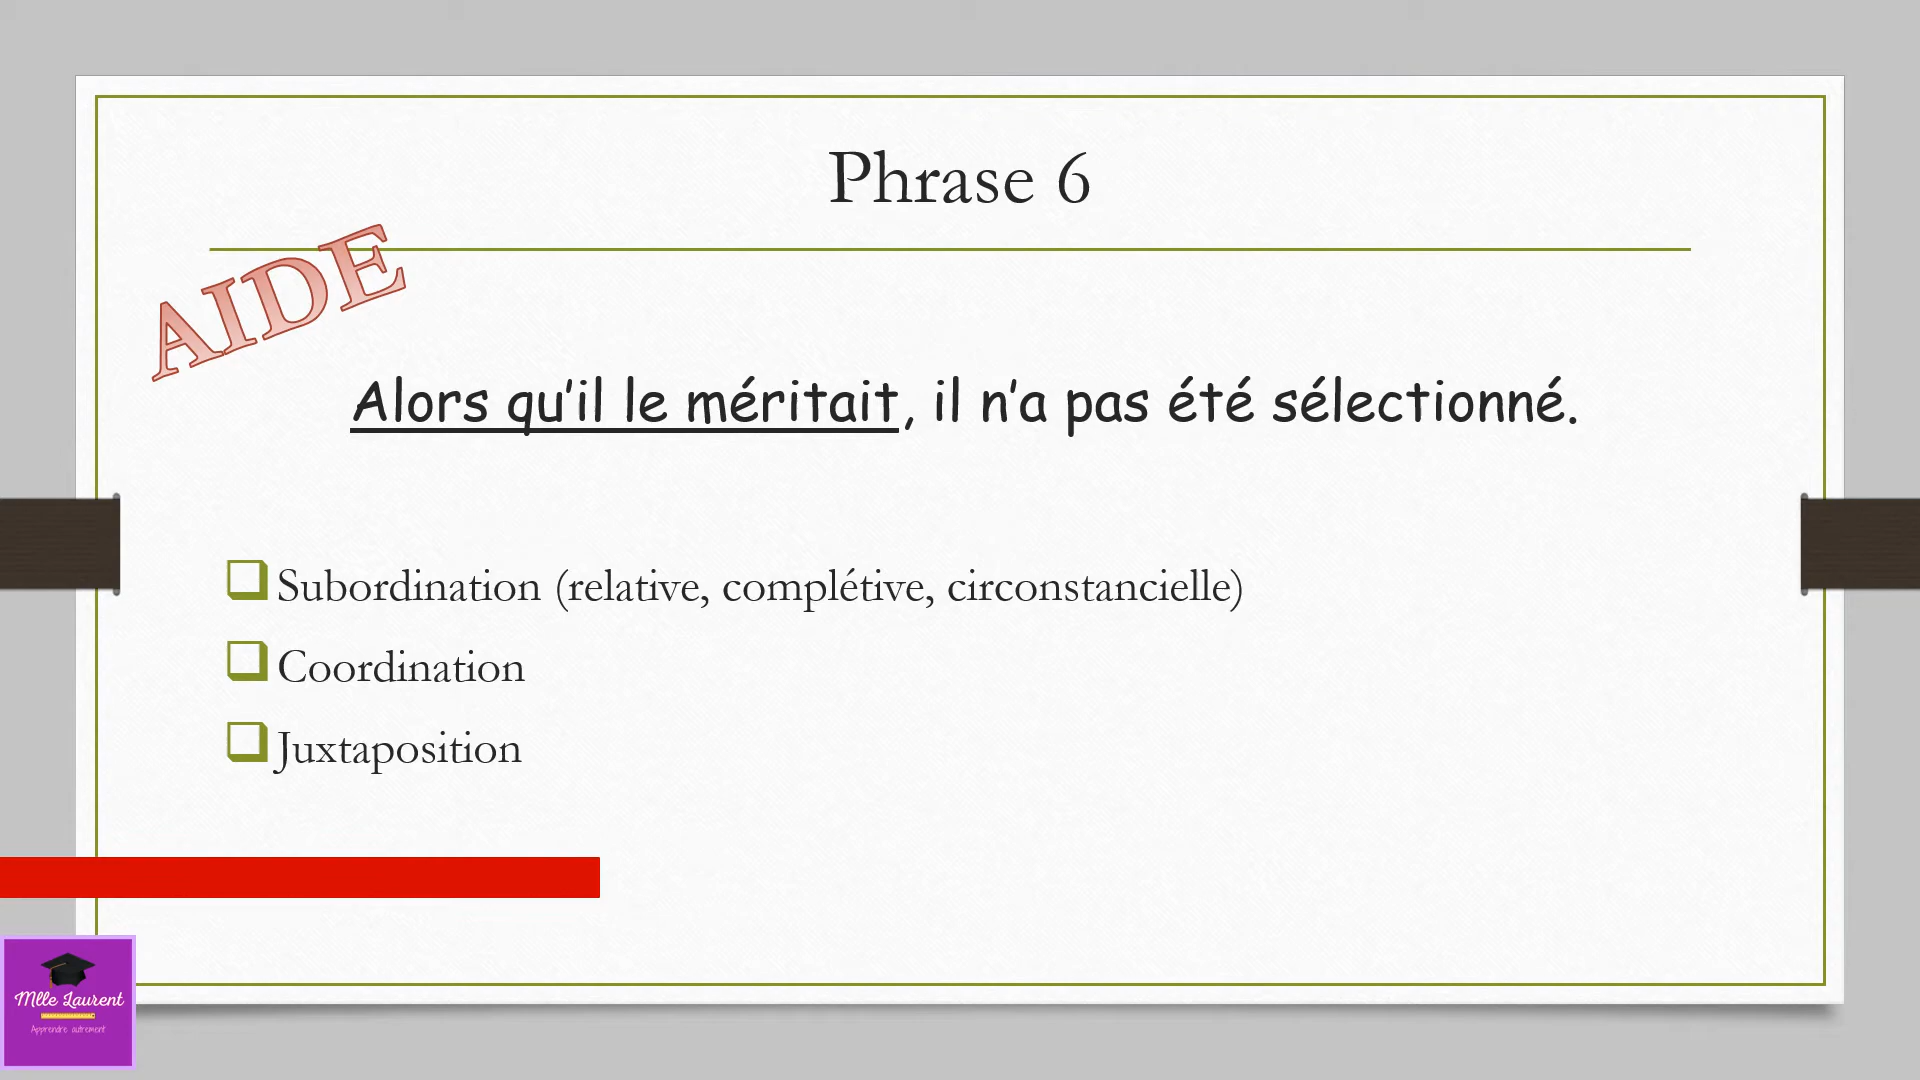 Phrase 6
AIDE
Alors qu’il le méritait, il n’a pas été sélectionné.
Subordination (relative, complétive, circonstancielle)
Coordination
Juxtaposition
Mlle Laurent
Apprendre autrement